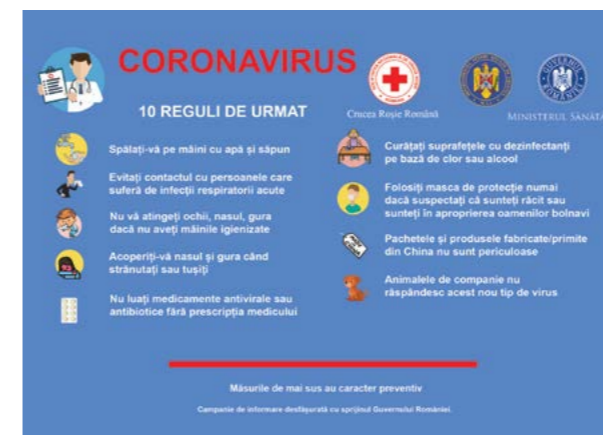 CORONAVIRUS
10 REGULI DE URMAT
Crucea Roșie Română
MINISTERUL SĂNĂTĂ
Spălați-vă pe mâini cu apă și săpun
Evitați contactul cu persoanele care
suferă de infecții respiratorii acute
Nu vă atingeți ochii, nasul, gura
dacă nu aveți mâinile igienizate
Acoperiți-vă nasul și gura când
strănutați sau tușiți
Nu luați medicamente antivirale sau
antibiotice fără prescripția medicului
Curățați suprafețele cu dezinfectanți
pe bază de clor sau alcool
Folosiți masca de protecție numai
dacă suspectați că sunteți răcit sau
sunteți în aproprierea oamenilor bolnavi
Pachetele și produsele fabricate/primite
din China nu sunt periculoase
Animalele de companie nu
răspândesc acest nou tip de virus
Măsurile de mai sus au caracter preventiv
Campanie de informare desfășurată cu sprijinul Guvernului României.